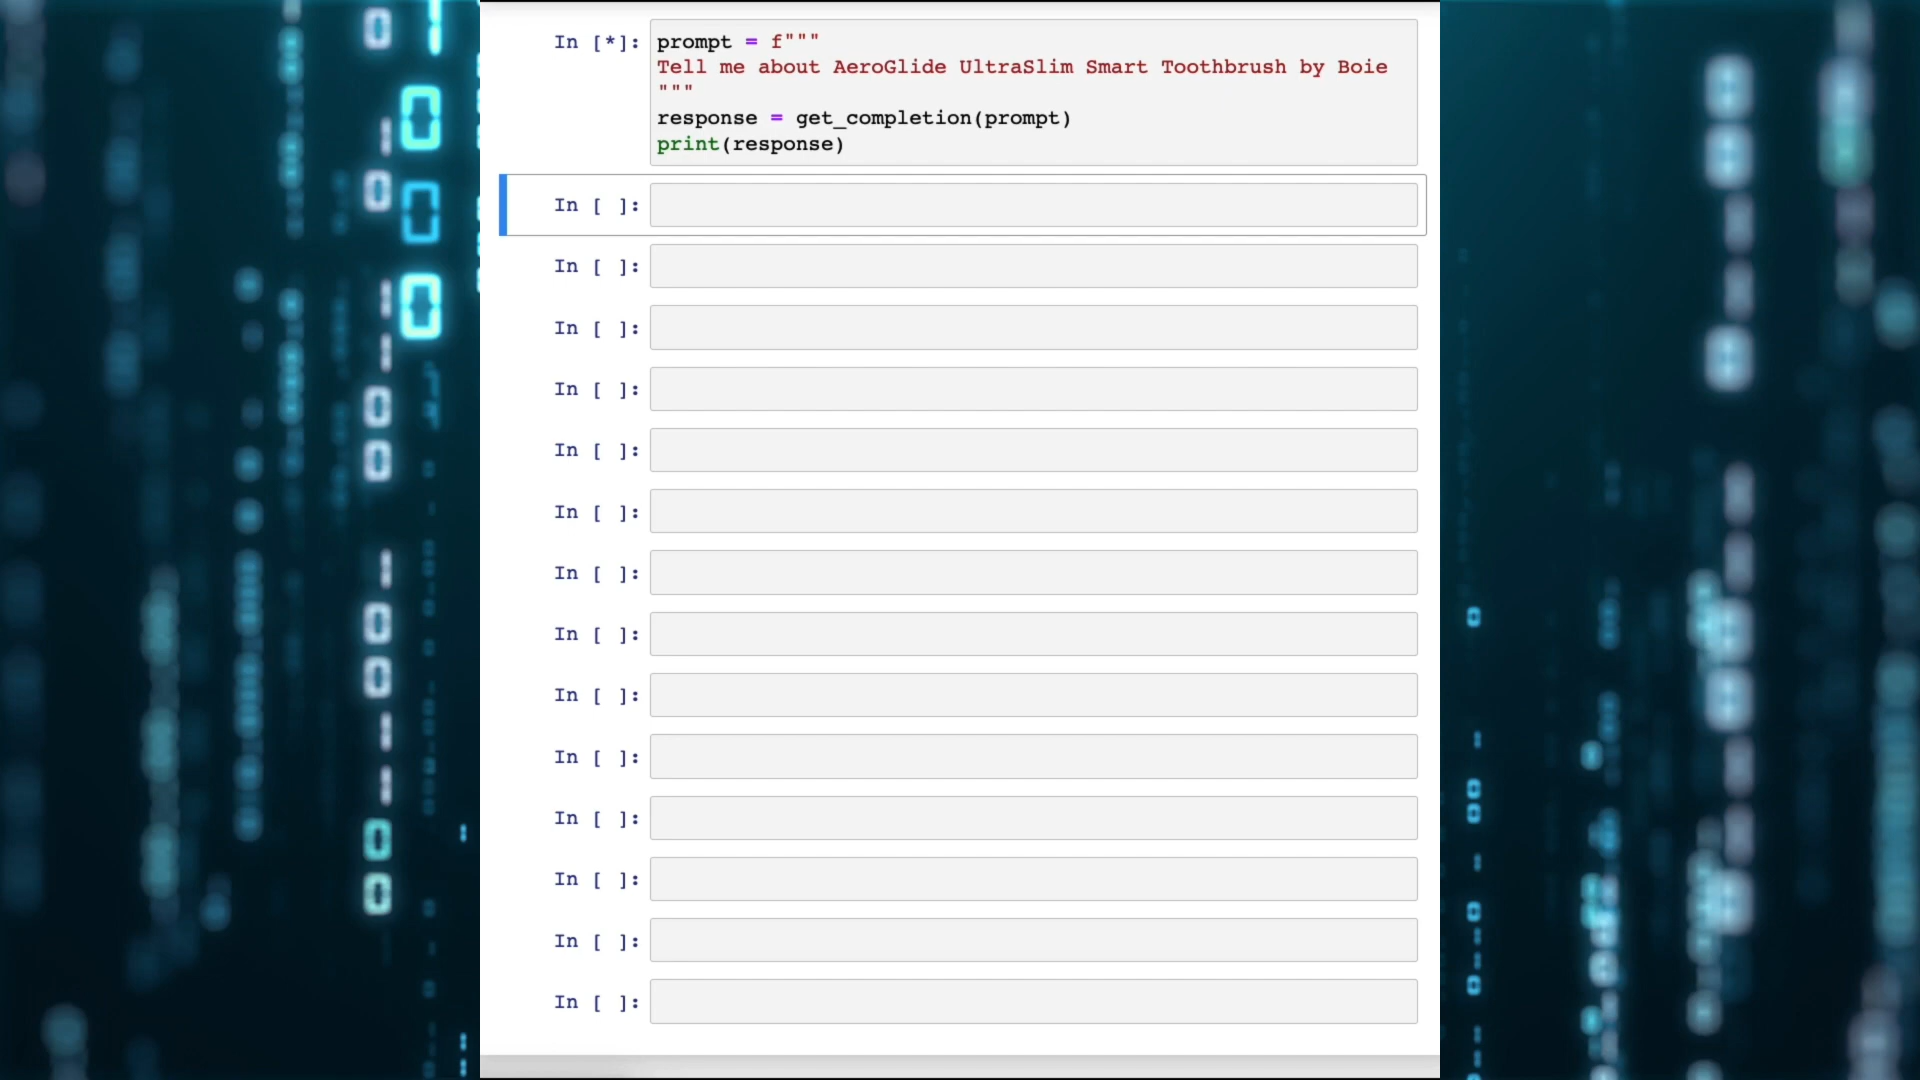 In [*]: prompt = f"""
Tell me about AeroGlide UltraSlim Smart Toothbrush by Boie
"""
response = get_completion(prompt)
print(response)
In [ ]:
In [ ]:
In [ ]:
In [ ]:
In [ ]:
In [ ]:
In [ ]:
In [ ]:
In [ ]:
In [ ]:
In [ ]:
In [ ]:
In [ ]:
In [ ]: